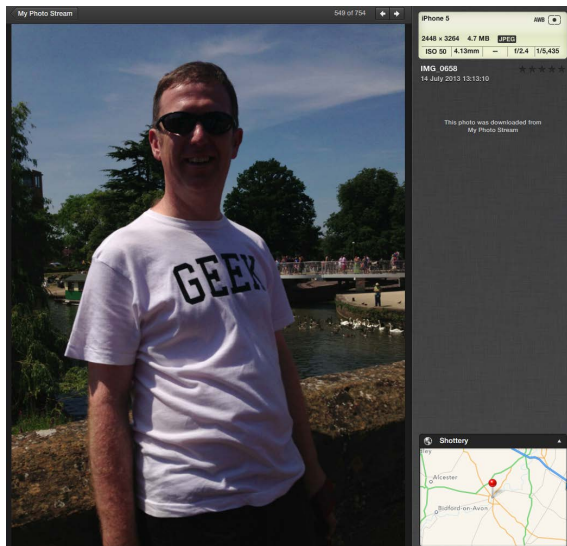 My Photo Stream
549 of 754
iPhone 5
AWB
2448 × 3264 4.7 MB JPEG
ISO 50 4.13mm – f/2.4 1/5,435
IMG_0658
14 July 2013 13:13:10
This photo was downloaded from
My Photo Stream
GEEK
Shottery
Alcester
Bidford-on-Avon